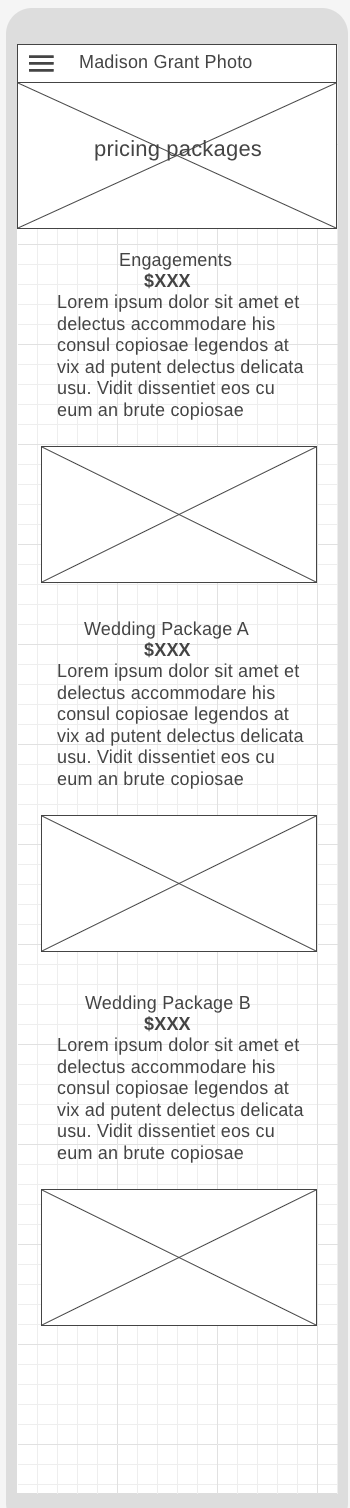 Madison Grant Photo
pricing packages
Engagements
$XXX
Lorem ipsum dolor sit amet et
delectus accommodare his
consul copiosae legendos at
vix ad putent delectus delicata
usu. Vidit dissentiet eos cu
eum an brute copiosae
Wedding Package A
$XXX
Lorem ipsum dolor sit amet et
delectus accommodare his
consul copiosae legendos at
vix ad putent delectus delicata
usu. Vidit dissentiet eos cu
eum an brute copiosae
Wedding Package B
$XXX
Lorem ipsum dolor sit amet et
delectus accommodare his
consul copiosae legendos at
vix ad putent delectus delicata
usu. Vidit dissentiet eos cu
eum an brute copiosae